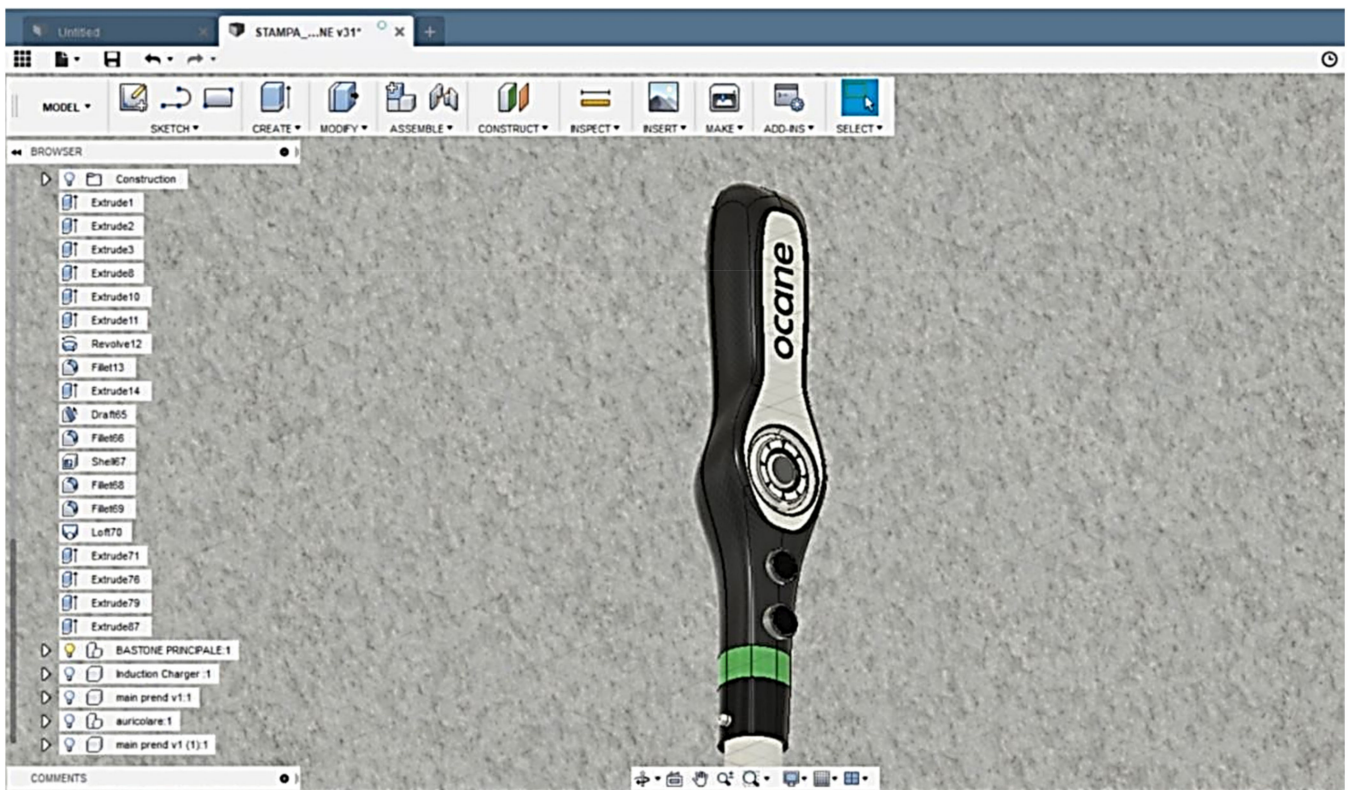 Untitled
STAMPA_...NE v31*
MODEL
SKETCH
CREATE
MODIFY
ASSEMBLE
CONSTRUCT
INSPECT
INSERT
MAKE
ADD-INS
SELECT
BROWSER
Construction
Extrude1
Extrude2
Extrude3
Extrude8
Extrude10
Extrude11
Revolve12
Fillet13
Extrude14
Draft65
Fillet66
Shell67
Fillet68
Fillet69
Loft70
Extrude71
Extrude76
Extrude79
Extrude87
BASTONE PRINCIPALE:1
Induction Charger :1
main prend v1:1
auricolare:1
main prend v1 (1):1
COMMENTS
ocane